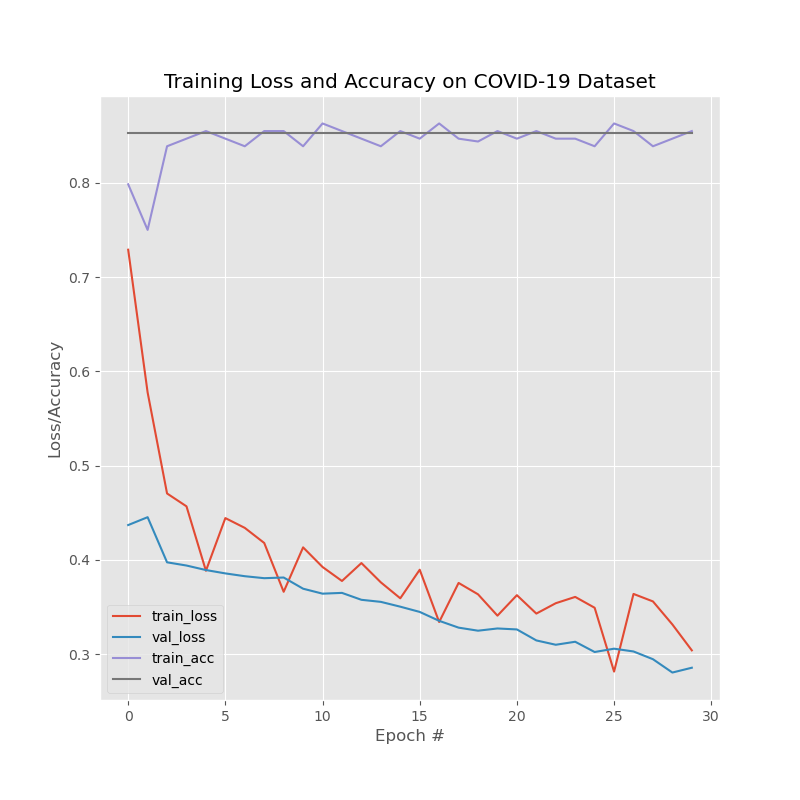 Training Loss and Accuracy on COVID-19 Dataset
Loss/Accuracy
0.8
0.7
0.6
0.5
0.4
0.3
train_loss
val_loss
train_acc
val_acc
0 5 10 15 20 25 30
Epoch #